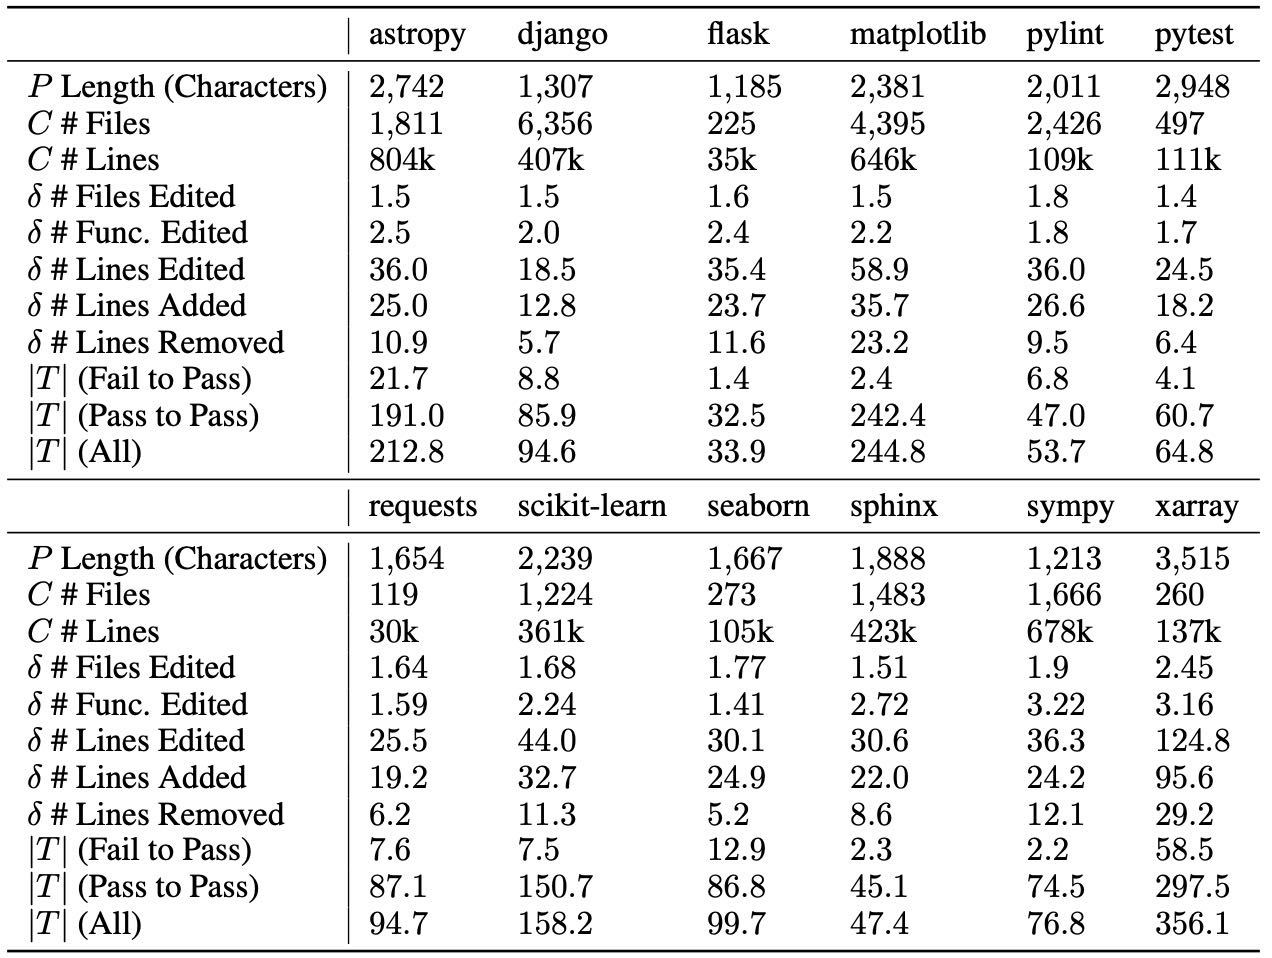 astropy django flask matplotlib pylint pytest
P Length (Characters) 2,742 1,307 1,185 2,381 2,011 2,948
C # Files 1,811 6,356 225 4,395 2,426 497
C # Lines 804k 407k 35k 646k 109k 111k
δ # Files Edited 1.5 1.5 1.6 1.5 1.8 1.4
δ # Func. Edited 2.5 2.0 2.4 2.2 1.8 1.7
δ # Lines Edited 36.0 18.5 35.4 58.9 36.0 24.5
δ # Lines Added 25.0 12.8 23.7 35.7 26.6 18.2
δ # Lines Removed 10.9 5.7 11.6 23.2 9.5 6.4
|T| (Fail to Pass) 21.7 8.8 1.4 2.4 6.8 4.1
|T| (Pass to Pass) 191.0 85.9 32.5 242.4 47.0 60.7
|T| (All) 212.8 94.6 33.9 244.8 53.7 64.8
requests scikit-learn seaborn sphinx sympy xarray
P Length (Characters) 1,654 2,239 1,667 1,888 1,213 3,515
C # Files 119 1,224 273 1,483 1,666 260
C # Lines 30k 361k 105k 423k 678k 137k
δ # Files Edited 1.64 1.68 1.77 1.51 1.9 2.45
δ # Func. Edited 1.59 2.24 1.41 2.72 3.22 3.16
δ # Lines Edited 25.5 44.0 30.1 30.6 36.3 124.8
δ # Lines Added 19.2 32.7 24.9 22.0 24.2 95.6
δ # Lines Removed 6.2 11.3 5.2 8.6 12.1 29.2
|T| (Fail to Pass) 7.6 7.5 12.9 2.3 2.2 58.5
|T| (Pass to Pass) 87.1 150.7 86.8 45.1 74.5 297.5
|T| (All) 94.7 158.2 99.7 47.4 76.8 356.1